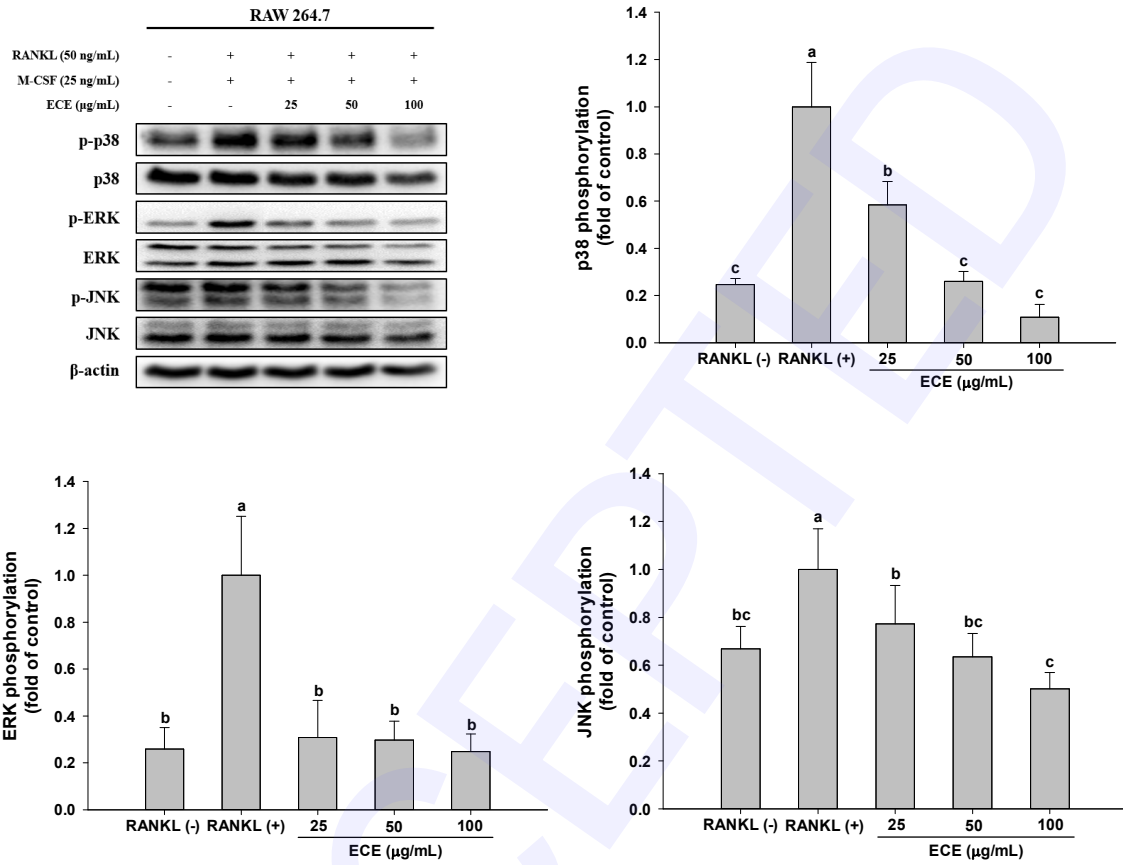 RAW 264.7
RANKL (50 ng/mL) - + + + +
M-CSF (25 ng/mL) - + + + +
ECE (µg/mL) - - 25 50 100
p-p38
p38
p-ERK
ERK
p-JNK
JNK
β-actin
p38 phosphorylation
(fold of control)
1.4
1.2
1.0
0.8
0.6
0.4
0.2
0.0
c a b c c
RANKL (-) RANKL (+) 25 50 100
ECE (µg/mL)
ERK phosphorylation
(fold of control)
1.4
1.2
1.0
0.8
0.6
0.4
0.2
0.0
b a b b b
RANKL (-) RANKL (+) 25 50 100
ECE (µg/mL)
JNK phosphorylation
(fold of control)
1.4
1.2
1.0
0.8
0.6
0.4
0.2
0.0
bc a b bc c
RANKL (-) RANKL (+) 25 50 100
ECE (µg/mL)
CEPTED